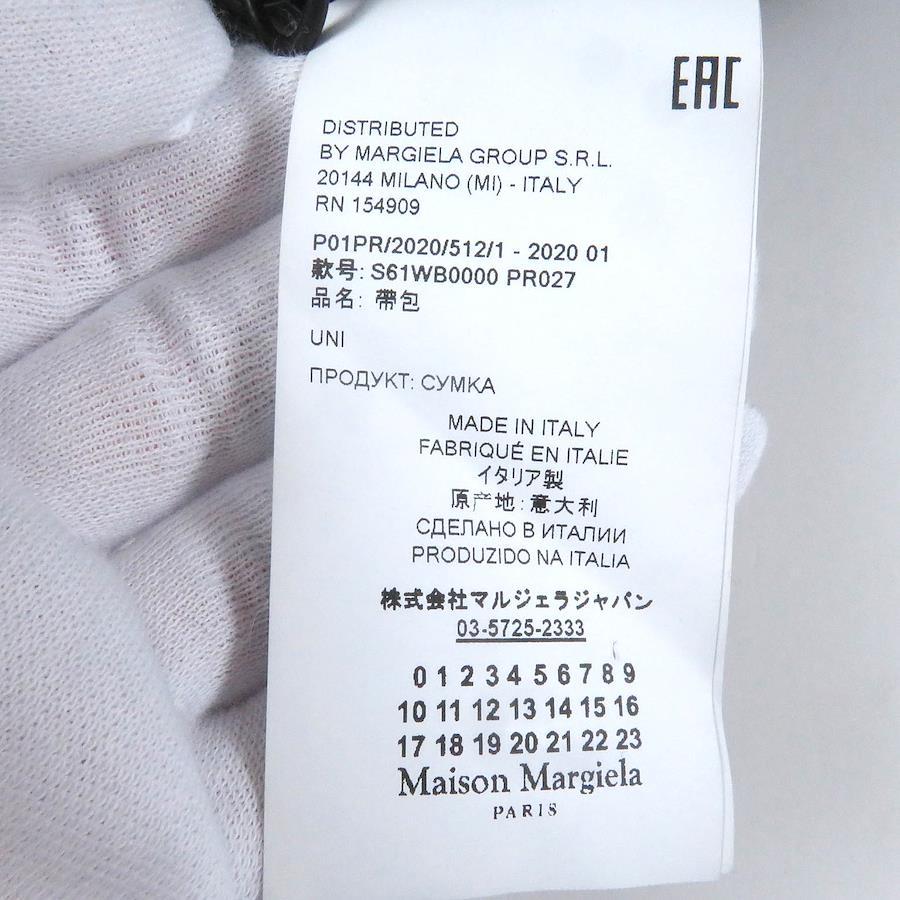 EAC
DISTRIBUTED
BY MARGIELA GROUP S.R.L.
20144 MILANO (MI) - ITALY
RN 154909
P01PR/2020/512/1 - 2020 01
款号: S61WB0000 PR027
品名: 帶包
UNI
ПРОДУКТ: СУМКА
MADE IN ITALY
FABRIQUÉ EN ITALIE
イタリア製
原产地: 意大利
СДЕЛАНО В ИТАЛИИ
PRODUZIDO NA ITALIA
株式会社マルジェラジャパン
03-5725-2333
0 1 2 3 4 5 6 7 8 9
10 11 12 13 14 15 16
17 18 19 20 21 22 23
Maison Margiela
PARIS